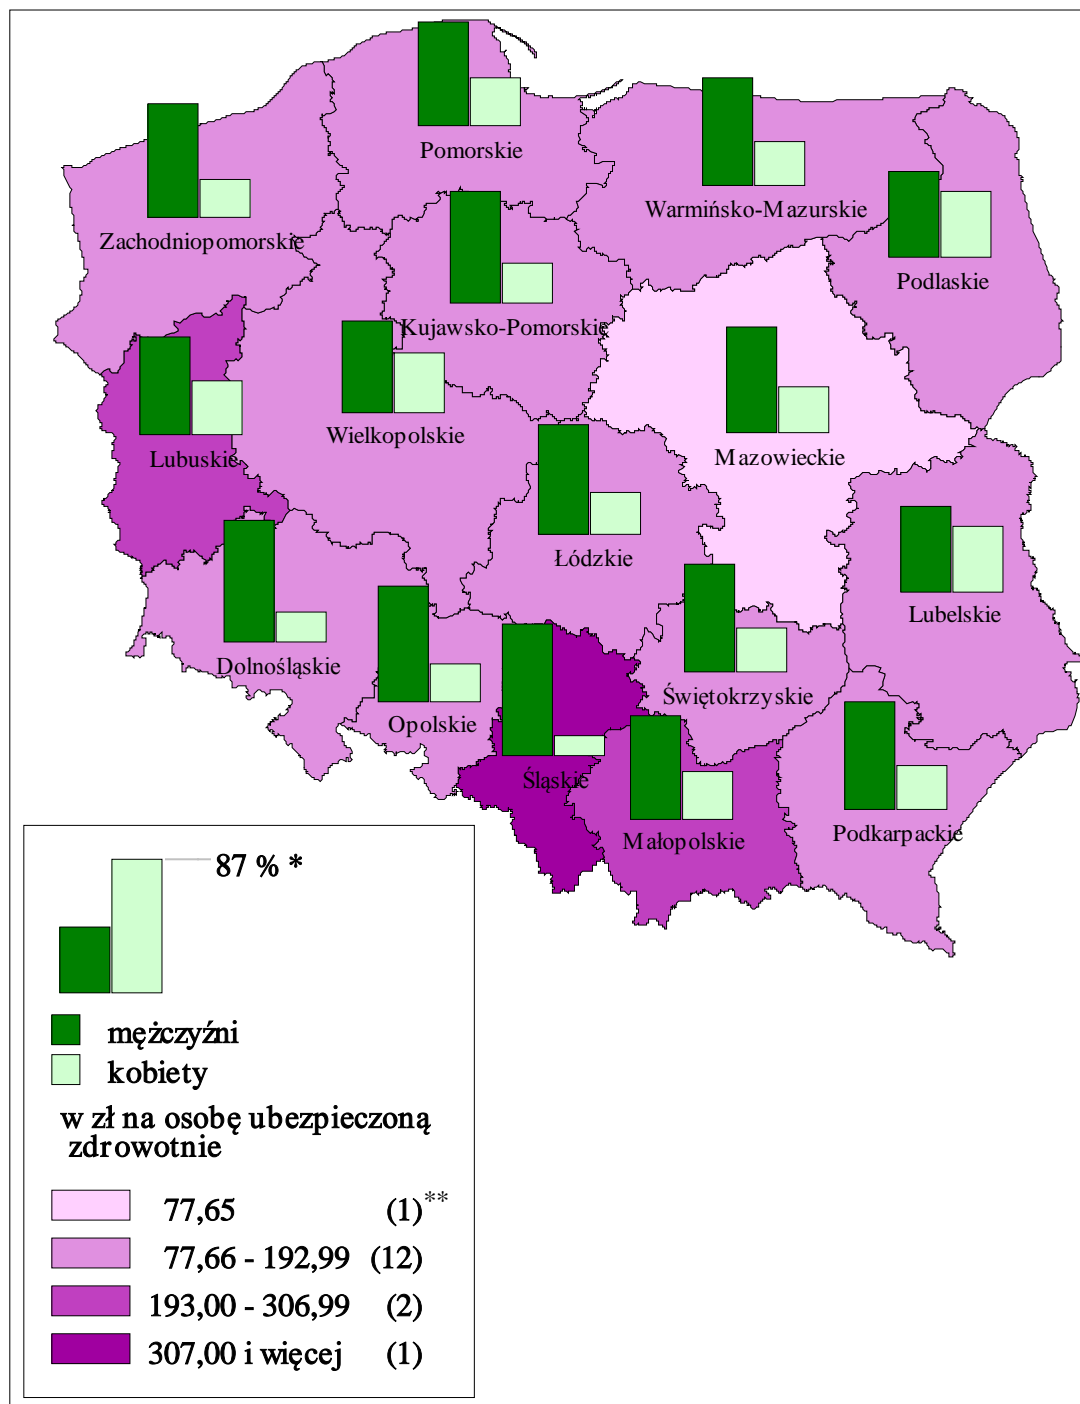 Pomorskie
Warmińsko-Mazurskie
Zachodniopomorskie
Podlaskie
Kujawsko-Pomorskie
Wielkopolskie
Mazowieckie
Lubuskie
Łódzkie
Lubelskie
Dolnośląskie
Świętokrzyskie
Opolskie
Śląskie
Małopolskie
Podkarpackie
87 % *
mężczyźni
kobiety
w zł na osobę ubezpieczoną
zdrowotnie
77,65 (1)**
77,66 - 192,99 (12)
193,00 - 306,99 (2)
307,00 i więcej (1)